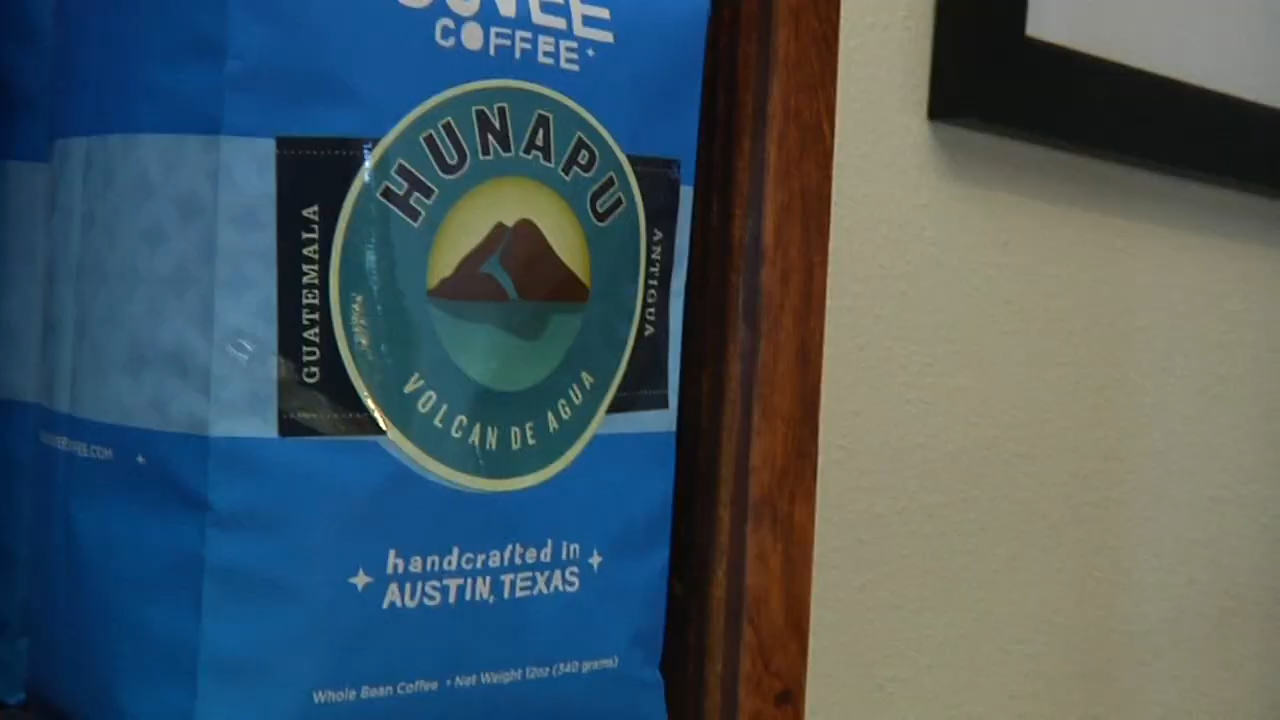 COFFEE
HUNAPU
GUATEMALA
ANTIGUA
VOLCAN DE AGUA
handcrafted in
AUSTIN, TEXAS
Whole Bean Coffee • Net Weight 12oz (340 grams)